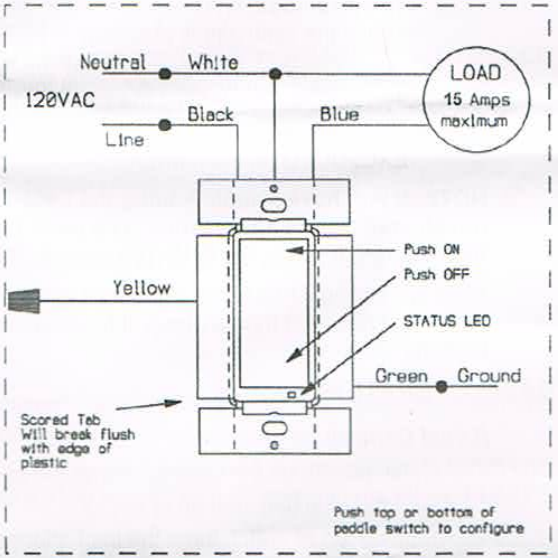 Neutral White
LOAD
15 Amps
maximum
120VAC
Black
Blue
Line
Push ON
Push OFF
Yellow
STATUS LED
Green Ground
Scored Tab
Will break flush
with edge of
plastic
Push top or bottom of
paddle switch to configure